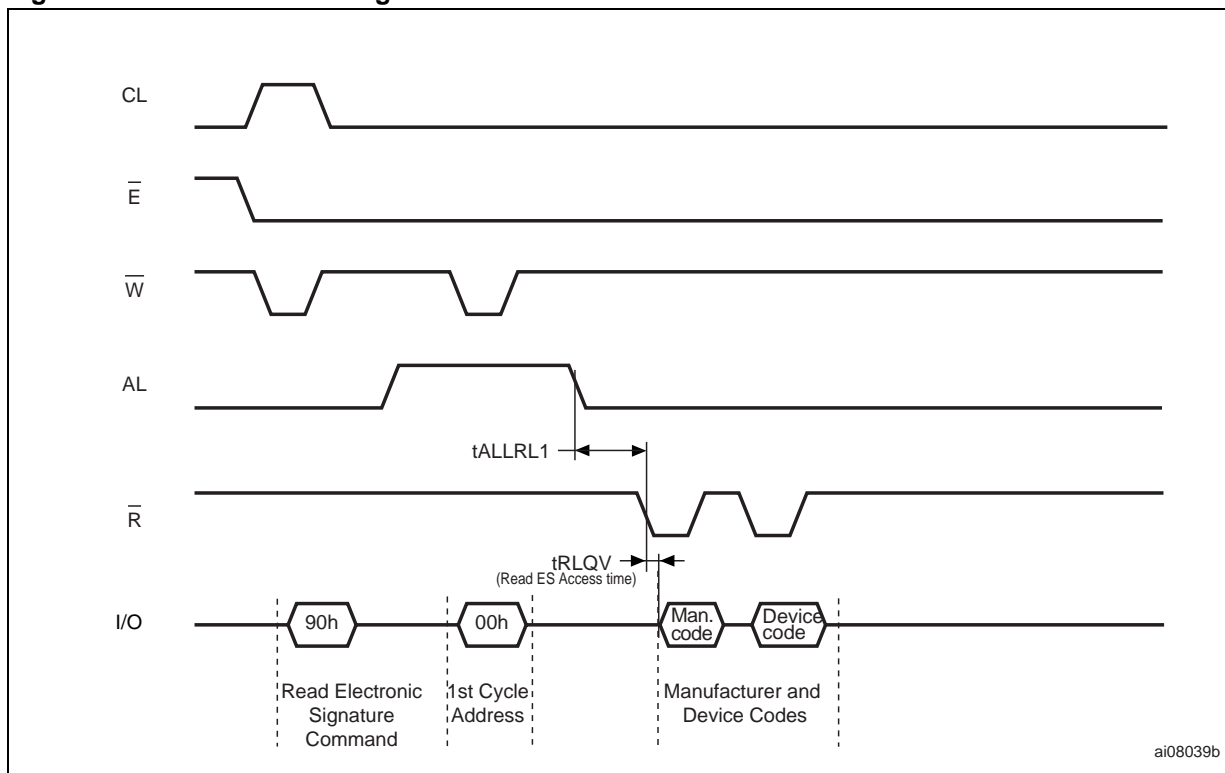 CL
E
W
AL
tALLRL1
R
tRLQV
(Read ES Access time)
I/O
90h
00h
Man.
code
Device
code
Read Electronic
Signature
Command
1st Cycle
Address
Manufacturer and
Device Codes
ai08039b